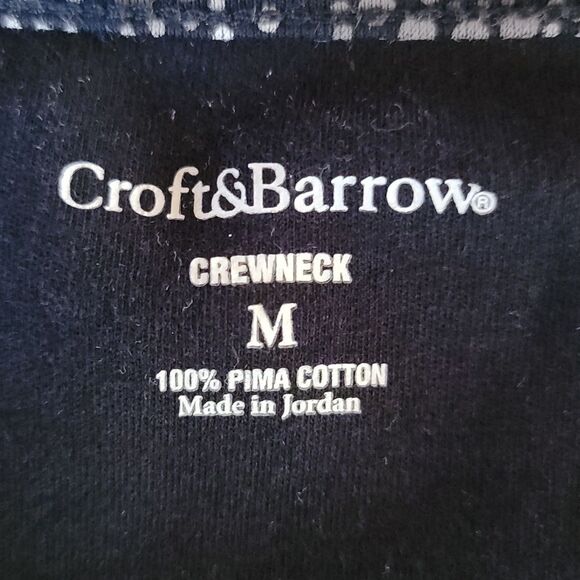 Croft&Barrow®
CREWNECK
M
100% PIMA COTTON
Made in Jordan